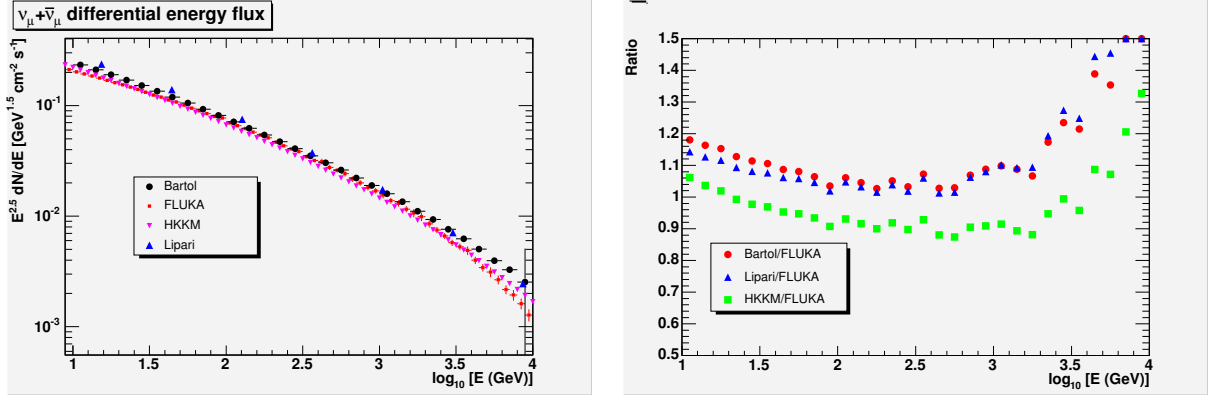 ν_μ+ν̄_μ differential energy flux
E^2.5 dN/dE [GeV^1.5 cm^-2 s^-1]
10^-1
10^-2
10^-3
Bartol
FLUKA
HKKM
Lipari
1 1.5 2 2.5 3 3.5 4
log_10 [E (GeV)]
Ratio
1.5
1.4
1.3
1.2
1.1
1
0.9
0.8
0.7
0.6
0.5
Bartol/FLUKA
Lipari/FLUKA
HKKM/FLUKA
1 1.5 2 2.5 3 3.5 4
log_10 [E (GeV)]